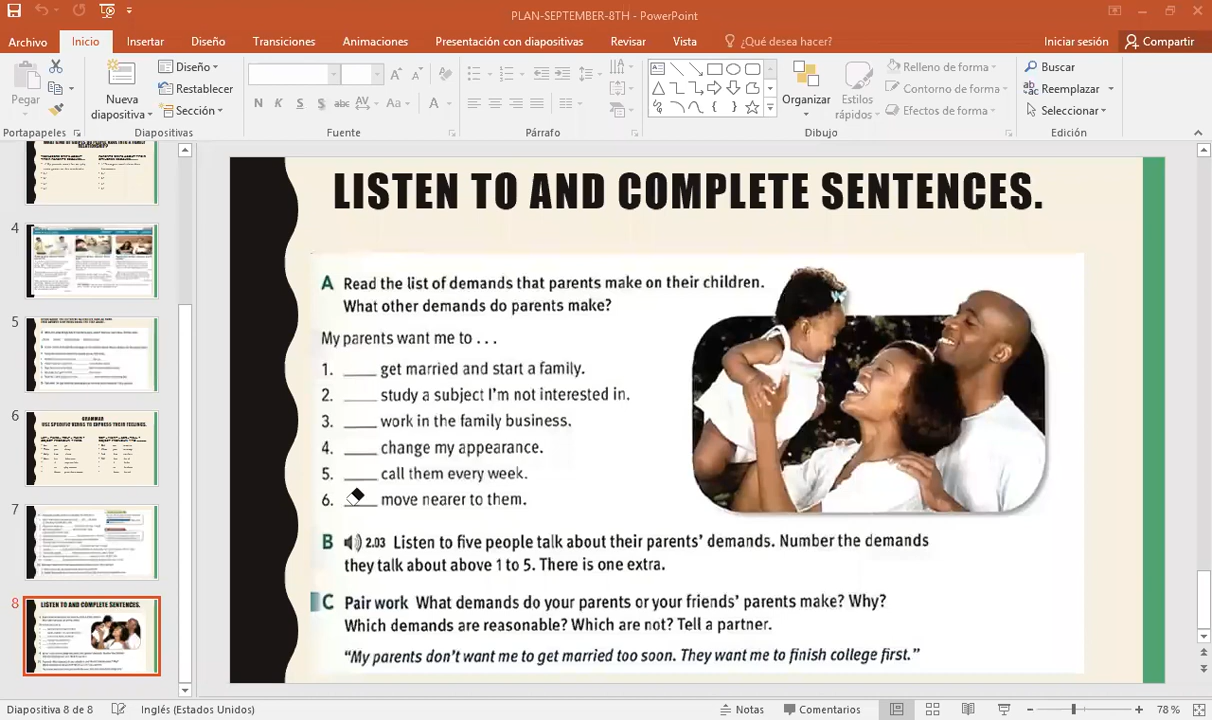 PLAN-SEPTEMBER-8TH - PowerPoint
Archivo Inicio Insertar Diseño Transiciones Animaciones Presentación con diapositivas Revisar Vista ¿Qué desea hacer? Iniciar sesión Compartir
Pegar
Nueva diapositiva
Diseño
Restablecer
Sección
N K S S abc AV Aa A
Organizar
Estilos rápidos
Relleno de forma
Contorno de forma
Efectos de forma
Buscar
Reemplazar
Seleccionar
Portapapeles Diapositivas Fuente Párrafo Dibujo Edición
4
5
6
7
8
LISTEN TO AND COMPLETE SENTENCES.
A Read the list of demands that parents make on their children.
What other demands do parents make?
My parents want me to . . .
1. ____ get married and start a family.
2. ____ study a subject I'm not interested in.
3. ____ work in the family business.
4. ____ change my appearance.
5. ____ call them every week.
6. ____ move nearer to them.
B 2.03 Listen to five people talk about their parents' demands. Number the demands
they talk about above 1 to 5. There is one extra.
C Pair work What demands do your parents or your friends' parents make? Why?
Which demands are reasonable? Which are not? Tell a partner.
parents don't want me to get married too soon. They want me to finish college first."
Diapositiva 8 de 8 Inglés (Estados Unidos) Notas Comentarios 78 %